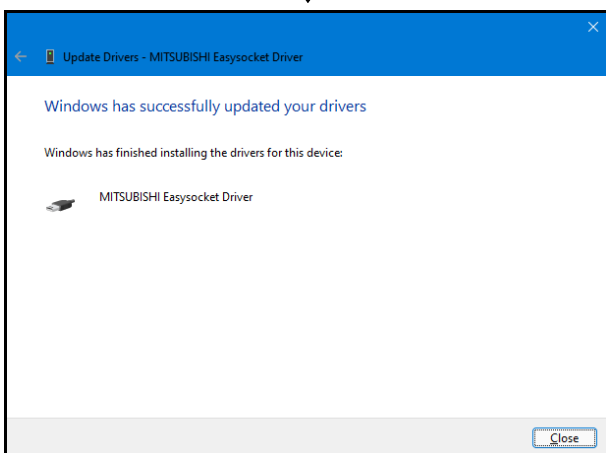 Update Drivers - MITSUBISHI Easysocket Driver
Windows has successfully updated your drivers
Windows has finished installing the drivers for this device:
MITSUBISHI Easysocket Driver
Close